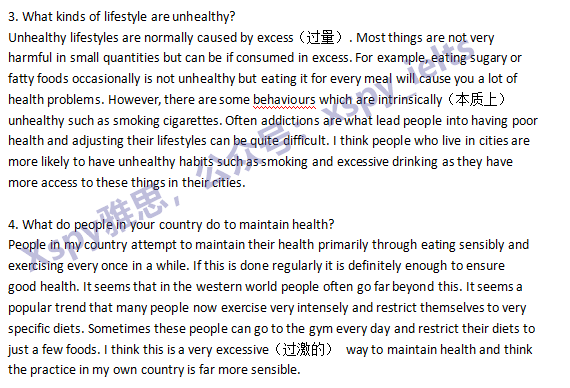 3. What kinds of lifestyle are unhealthy?
Unhealthy lifestyles are normally caused by excess（过量）. Most things are not very
harmful in small quantities but can be if consumed in excess. For example, eating sugary or
fatty foods occasionally is not unhealthy but eating it for every meal will cause you a lot of
health problems. However, there are some behaviours which are intrinsically（本质上）
unhealthy such as smoking cigarettes. Often addictions are what lead people into having poor
health and adjusting their lifestyles can be quite difficult. I think people who live in cities are
more likely to have unhealthy habits such as smoking and excessive drinking as they have
more access to these things in their cities.
4. What do people in your country do to maintain health?
People in my country attempt to maintain their health primarily through eating sensibly and
exercising every once in a while. If this is done regularly it is definitely enough to ensure
good health. It seems that in the western world people often go far beyond this. It seems a
popular trend that many people now exercise very intensely and restrict themselves to very
specific diets. Sometimes these people can go to the gym every day and restrict their diets to
just a few foods. I think this is a very excessive（过激的） way to maintain health and think
the practice in my own country is far more sensible.
Xspy雅思，公众号：xspy_ielts